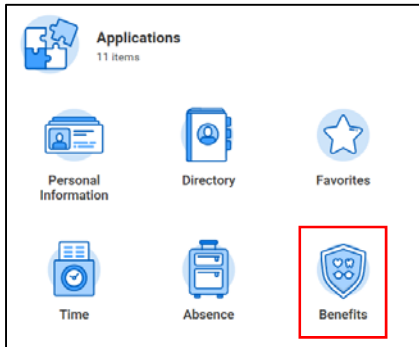 Applications
11 items
Personal
Information
Directory
Favorites
Time
Absence
Benefits